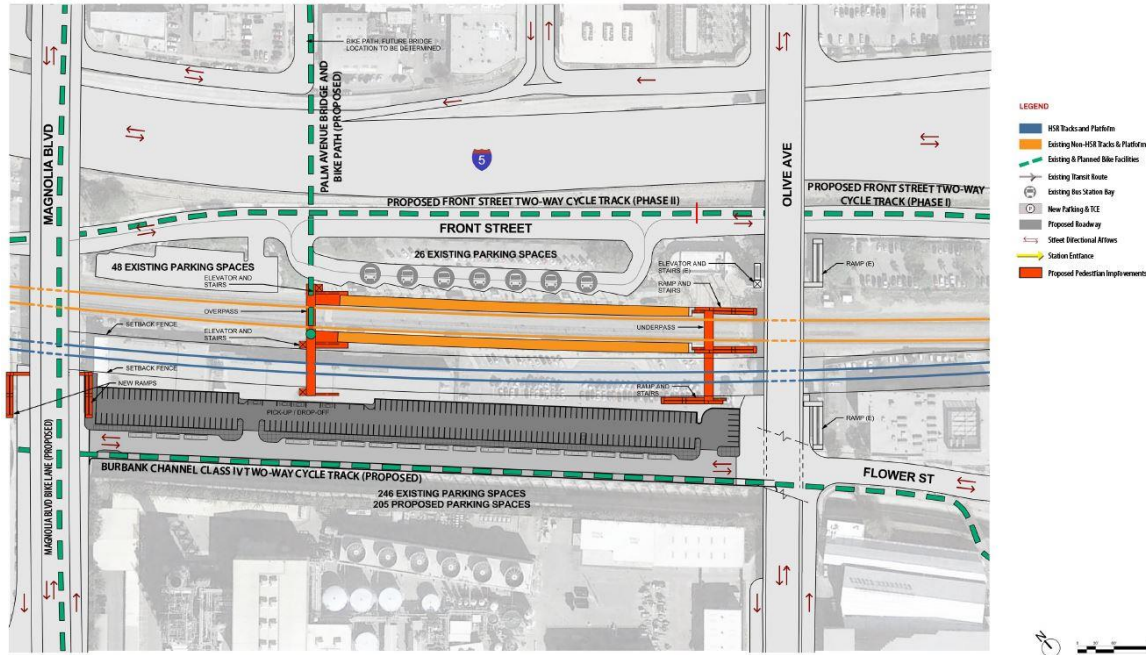 BIKE PATH: FUTURE BRIDGE
LOCATION TO BE DETERMINED
MAGNOLIA BLVD
PALM AVENUE BRIDGE AND
BIKE PATH (PROPOSED)
5
OLIVE AVE
PROPOSED FRONT STREET TWO-WAY CYCLE TRACK (PHASE II)
PROPOSED FRONT STREET TWO-WAY
CYCLE TRACK (PHASE I)
FRONT STREET
26 EXISTING PARKING SPACES
48 EXISTING PARKING SPACES
ELEVATOR AND
STAIRS
ELEVATOR AND
STAIRS (E)
RAMP AND
STAIRS
RAMP (E)
OVERPASS
UNDERPASS
SETBACK FENCE
ELEVATOR AND
STAIRS
SETBACK FENCE
NEW RAMPS
RAMP AND
STAIRS
PICK-UP / DROP-OFF
RAMP (E)
MAGNOLIA BLVD BIKE LANE (PROPOSED)
BURBANK CHANNEL CLASS IV TWO-WAY CYCLE TRACK (PROPOSED)
FLOWER ST
246 EXISTING PARKING SPACES
205 PROPOSED PARKING SPACES
LEGEND
HSR Tracks and Platform
Existing Non-HSR Tracks & Platform
Existing & Planned Bike Facilities
Existing Transit Route
Existing Bus Station Bay
P
New Parking & TCE
Proposed Roadway
Street Directional Arrows
Station Entrance
Proposed Pedestrian Improvements
N